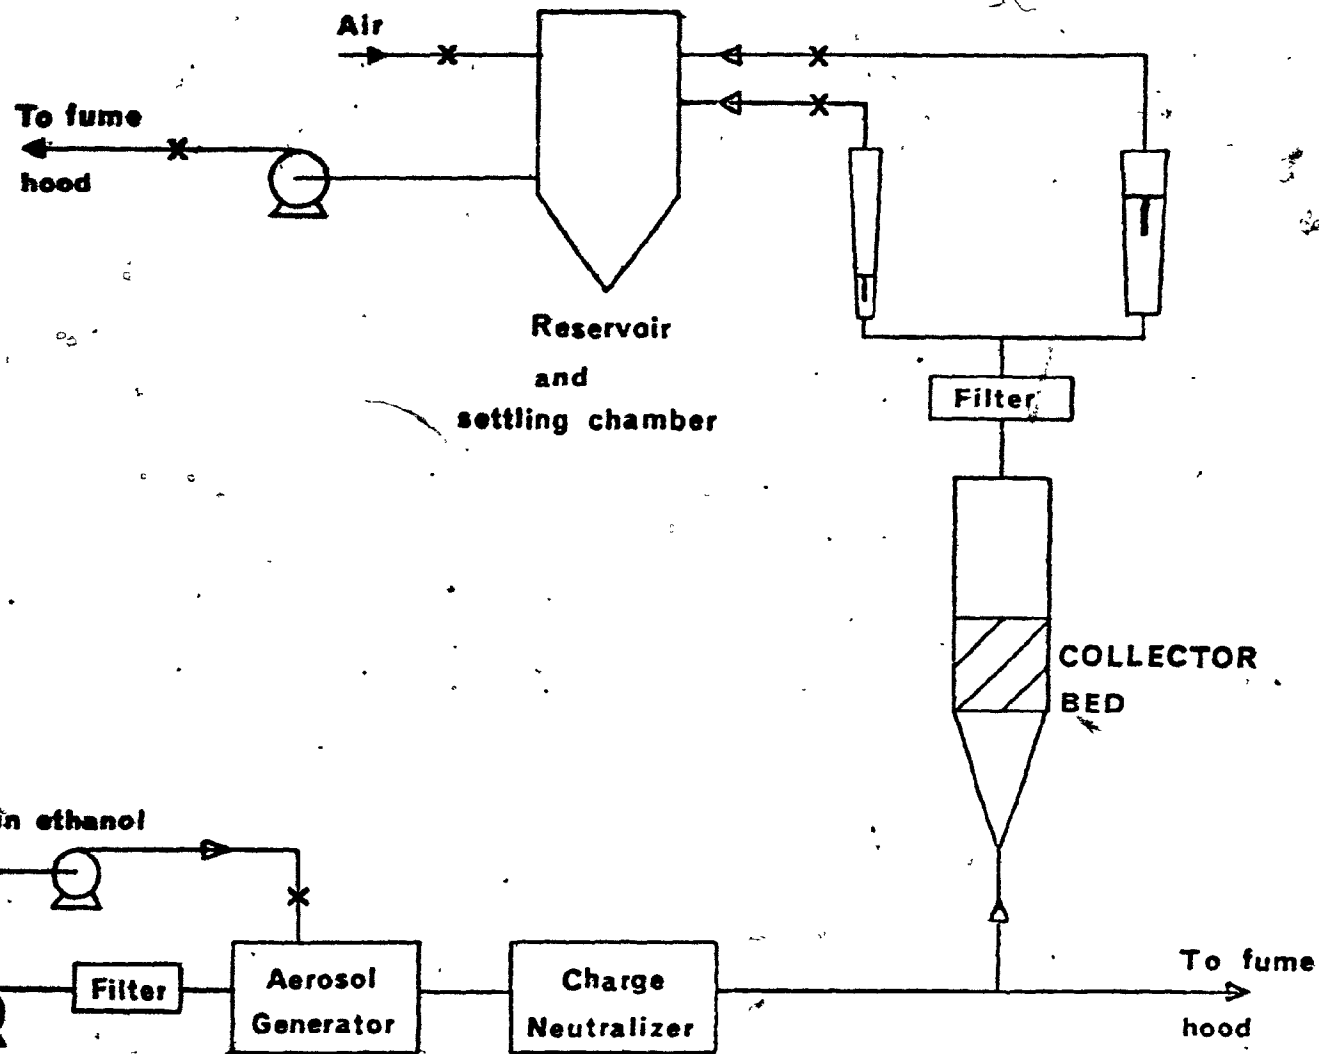 Air
To fume
hood
Reservoir
and
settling chamber
Filter
COLLECTOR
BED
in ethanol
Filter
Aerosol
Generator
Charge
Neutralizer
To fume
hood